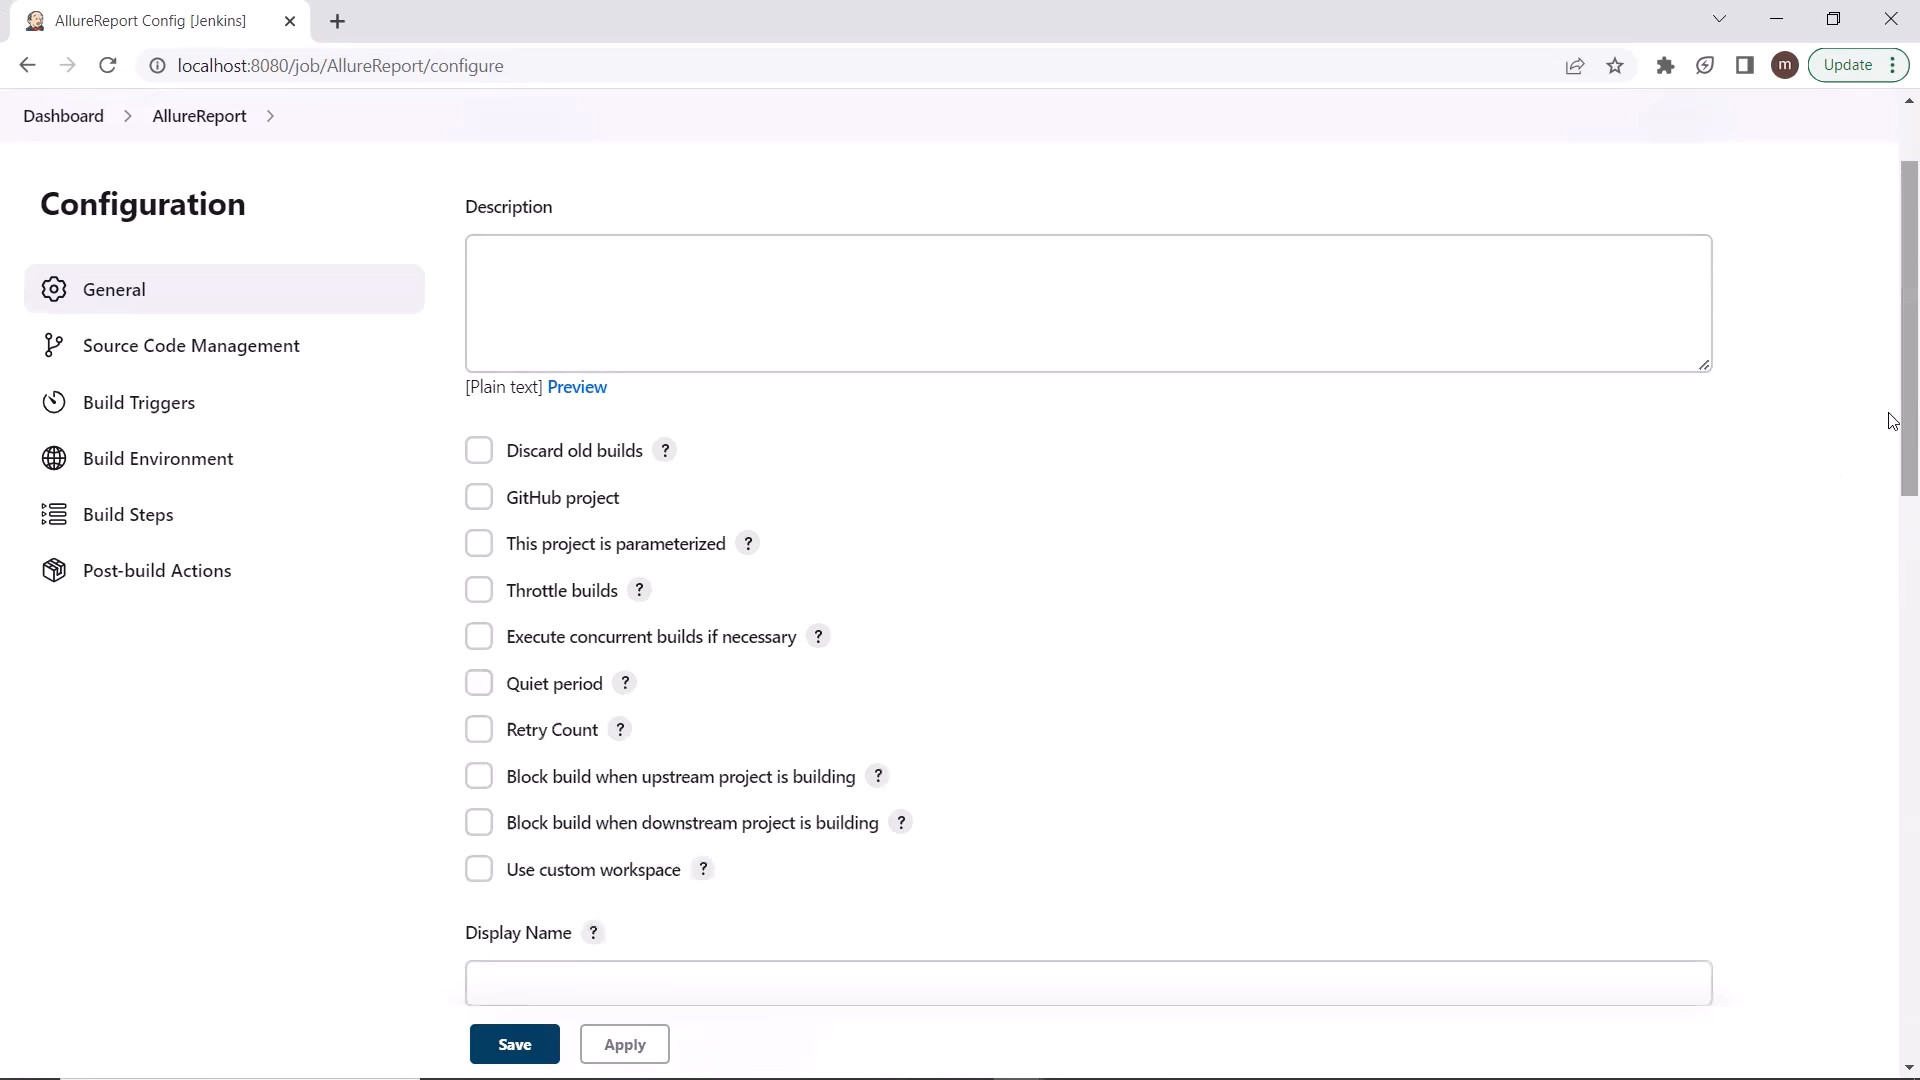 AllureReport Config [Jenkins]
localhost:8080/job/AllureReport/configure
m
Update
Dashboard
AllureReport
Configuration
General
Source Code Management
Build Triggers
Build Environment
Build Steps
Post-build Actions
Description
[Plain text] Preview
Discard old builds ?
GitHub project
This project is parameterized ?
Throttle builds ?
Execute concurrent builds if necessary ?
Quiet period ?
Retry Count ?
Block build when upstream project is building ?
Block build when downstream project is building ?
Use custom workspace ?
Display Name ?
Save
Apply